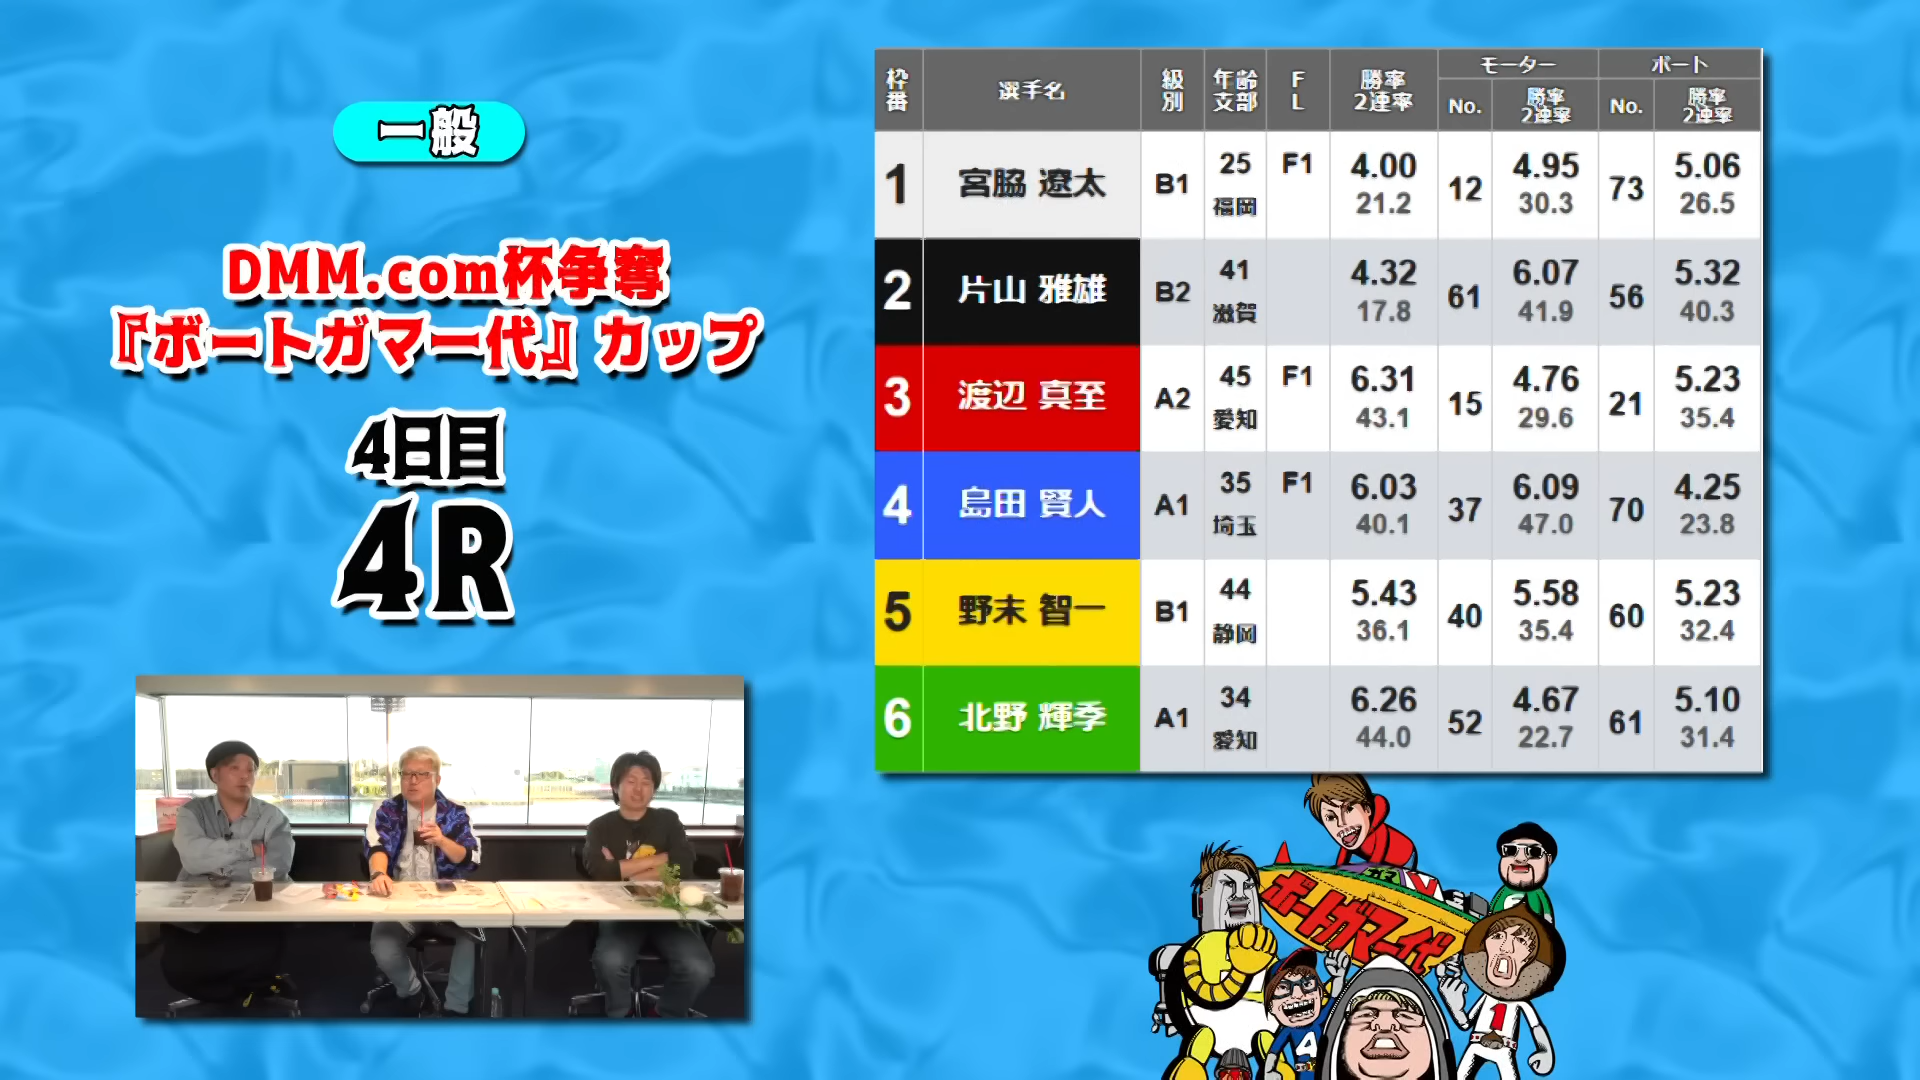 一般
DMM.com杯争奪
『ボートガマー代』カップ
4日目
4R
枠番 選手名 級別 年齢 支部 F L 勝率 2連率 モーター ボート
No. 勝率 2連率 No. 勝率 2連率
1 宮脇 遼太 B1 25 福岡 F1 4.00 21.2 12 4.95 30.3 73 5.06 26.5
2 片山 雅雄 B2 41 滋賀 4.32 17.8 61 6.07 41.9 56 5.32 40.3
3 渡辺 真至 A2 45 愛知 F1 6.31 43.1 15 4.76 29.6 21 5.23 35.4
4 島田 賢人 A1 35 埼玉 F1 6.03 40.1 37 6.09 47.0 70 4.25 23.8
5 野末 智一 B1 44 静岡 5.43 36.1 40 5.58 35.4 60 5.23 32.4
6 北野 輝季 A1 34 愛知 6.26 44.0 52 4.67 22.7 61 5.10 31.4
ボートガマー代
1
4